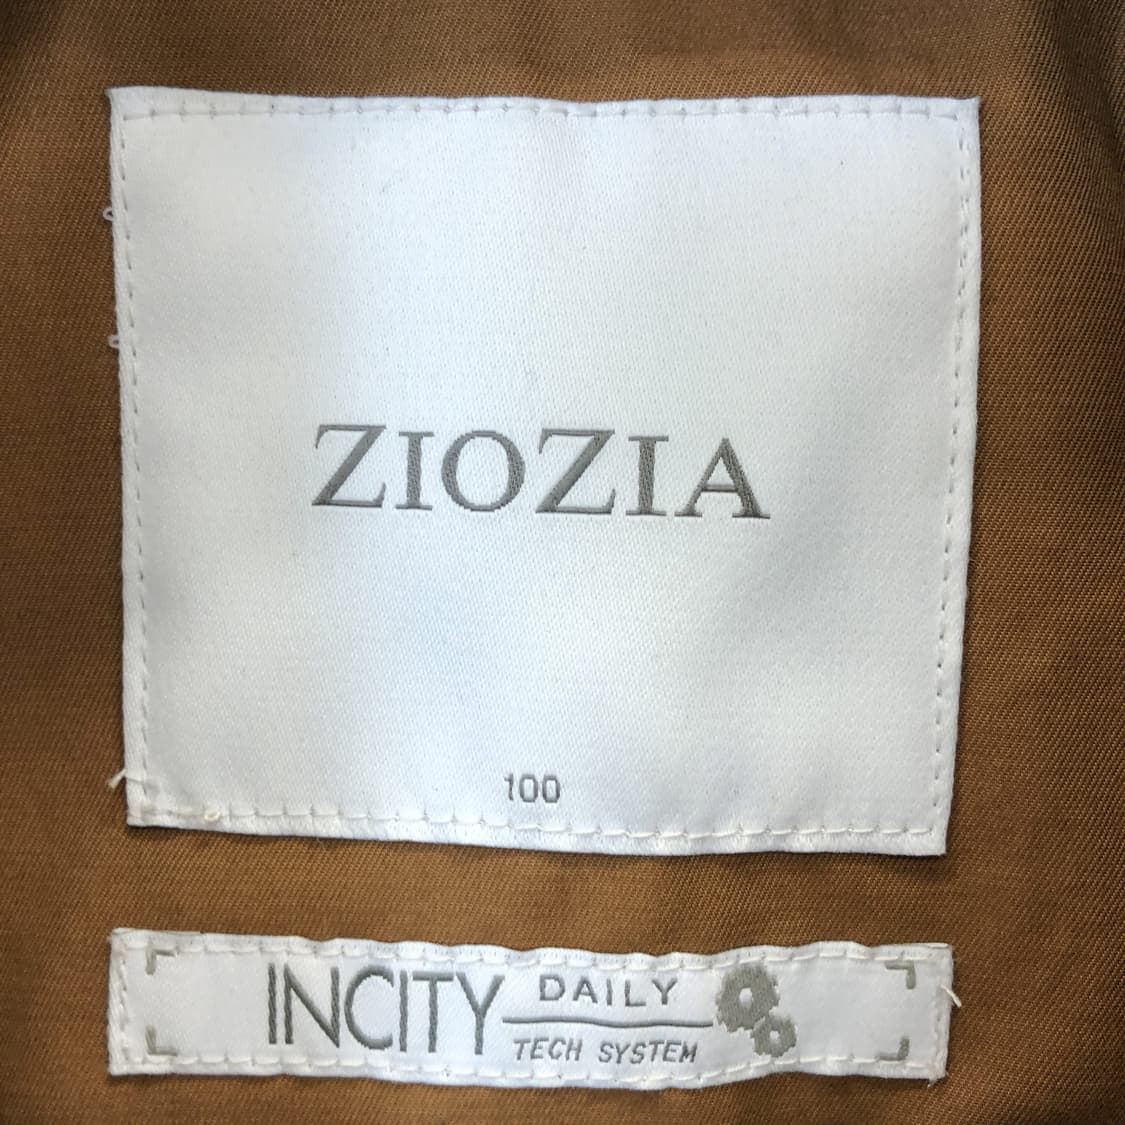 ZIOZIA
100
INCITY DAILY
TECH SYSTEM